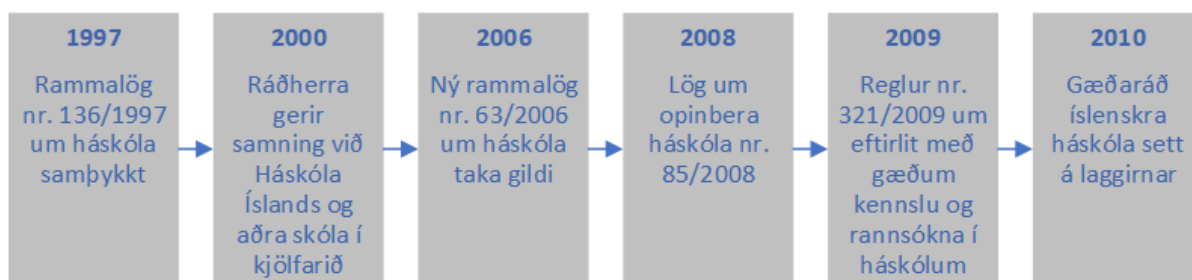 1997
Rammalög
nr. 136/1997
um háskóla
samþykkt
2000
Ráðherra
gerir
samning við
Háskóla
Íslands og
aðra skóla í
kjölfarið
2006
Ný rammalög
nr. 63/2006
um háskóla
taka gildi
2008
Lög um
opinbera
háskóla nr.
85/2008
2009
Reglur nr.
321/2009 um
eftirlit með
gæðum
kennslu og
rannsókna í
háskólum
2010
Gæðaráð
íslenskra
háskóla sett
á laggirnar